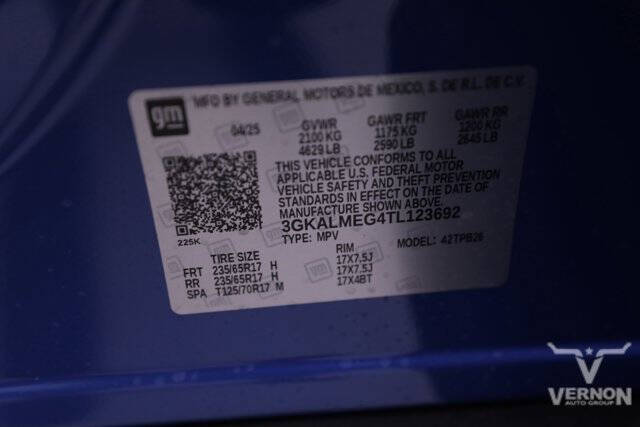 gm
MFD BY GENERAL MOTORS DE MEXICO, S. DE R.L. DE C.V.
04/25 GVWR GAWR FRT GAWR RR
2100 KG 1175 KG 1200 KG
4629 LB 2590 LB 2645 LB
THIS VEHICLE CONFORMS TO ALL
APPLICABLE U.S. FEDERAL MOTOR
VEHICLE SAFETY AND THEFT PREVENTION
STANDARDS IN EFFECT ON THE DATE OF
MANUFACTURE SHOWN ABOVE.
3GKALMEG4TL123692
225K TYPE: MPV MODEL: 42TPB26
TIRE SIZE RIM
FRT 235/65R17 H 17X7.5J
RR 235/65R17 H 17X7.5J
SPA T125/70R17 M 17X4BT
VERNON
AUTO GROUP